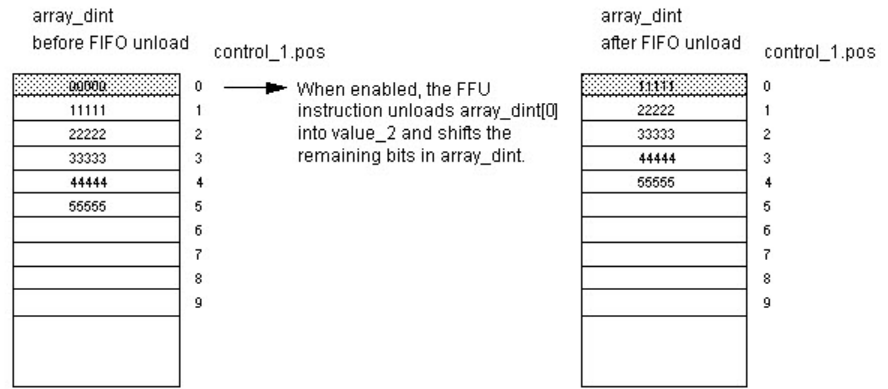 array_dint
before FIFO unload
control_1.pos
00000 0
11111 1
22222 2
33333 3
44444 4
55555 5
6
7
8
9
When enabled, the FFU
instruction unloads array_dint[0]
into value_2 and shifts the
remaining bits in array_dint.
array_dint
after FIFO unload
control_1.pos
11111 0
22222 1
33333 2
44444 3
55555 4
5
6
7
8
9